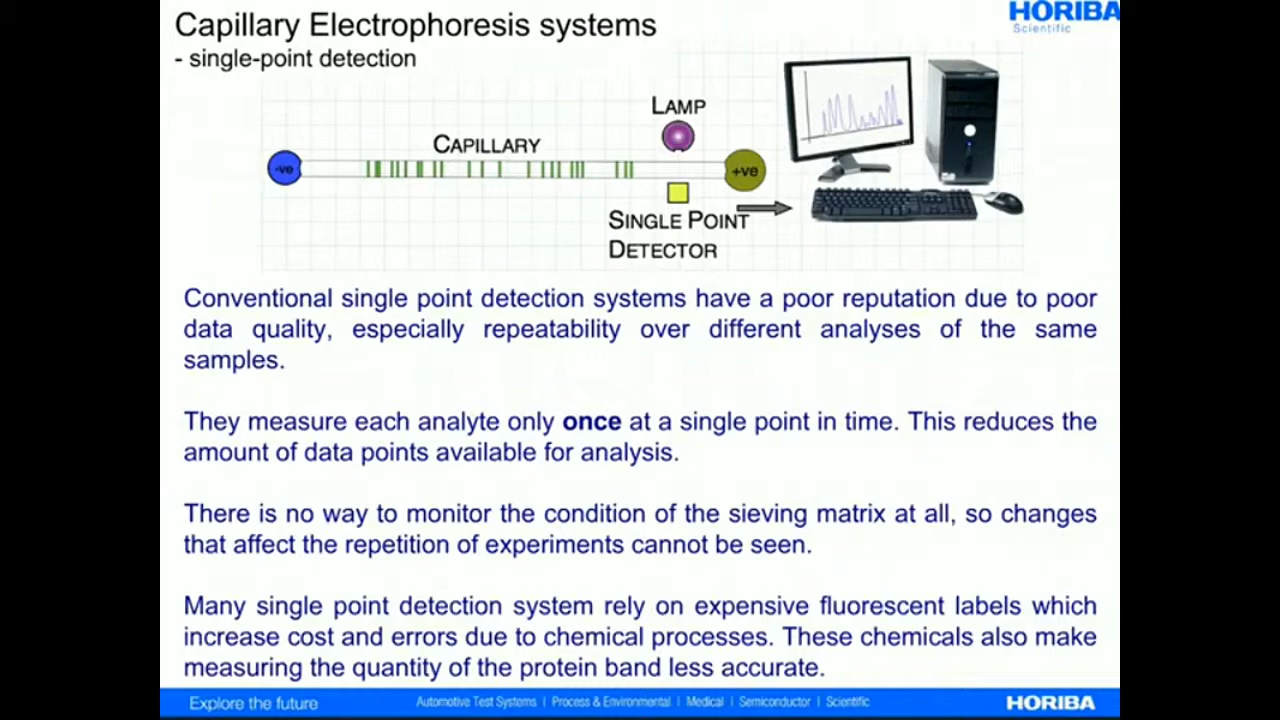 Capillary Electrophoresis systems
HORIBA
Scientific
- single-point detection
LAMP
CAPILLARY
-ve
+ve
SINGLE POINT
DETECTOR
Conventional single point detection systems have a poor reputation due to poor
data quality, especially repeatability over different analyses of the same
samples.
They measure each analyte only once at a single point in time. This reduces the
amount of data points available for analysis.
There is no way to monitor the condition of the sieving matrix at all, so changes
that affect the repetition of experiments cannot be seen.
Many single point detection system rely on expensive fluorescent labels which
increase cost and errors due to chemical processes. These chemicals also make
measuring the quantity of the protein band less accurate.
Explore the future
Automotive Test Systems | Process & Environmental | Medical | Semiconductor | Scientific
HORIBA